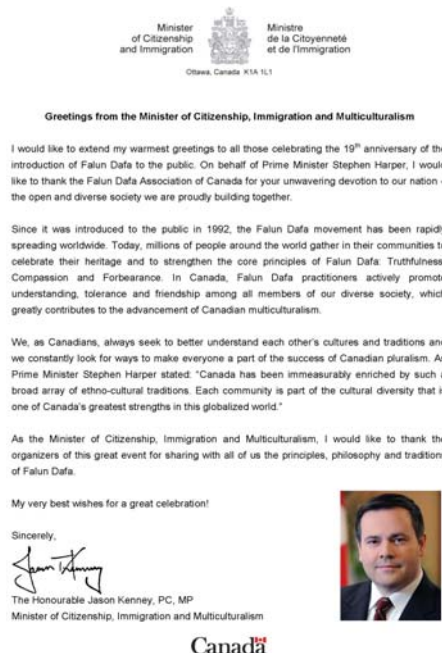 Minister
of Citizenship
and Immigration
Ministre
de la Citoyenneté
et de l'Immigration
Ottawa, Canada K1A 1L1
Greetings from the Minister of Citizenship, Immigration and Multiculturalism
I would like to extend my warmest greetings to all those celebrating the 19th anniversary of the
introduction of Falun Dafa to the public. On behalf of Prime Minister Stephen Harper, I would
like to thank the Falun Dafa Association of Canada for your unwavering devotion to our nation -
the open and diverse society we are proudly building together.
Since it was introduced to the public in 1992, the Falun Dafa movement has been rapidly
spreading worldwide. Today, millions of people around the world gather in their communities to
celebrate their heritage and to strengthen the core principles of Falun Dafa: Truthfulness,
Compassion and Forbearance. In Canada, Falun Dafa practitioners actively promote
understanding, tolerance and friendship among all members of our diverse society, which
greatly contributes to the advancement of Canadian multiculturalism.
We, as Canadians, always seek to better understand each other's cultures and traditions and
we constantly look for ways to make everyone a part of the success of Canadian pluralism. As
Prime Minister Stephen Harper stated: "Canada has been immeasurably enriched by such a
broad array of ethno-cultural traditions. Each community is part of the cultural diversity that is
one of Canada's greatest strengths in this globalized world."
As the Minister of Citizenship, Immigration and Multiculturalism, I would like to thank the
organizers of this great event for sharing with all of us the principles, philosophy and traditions
of Falun Dafa.
My very best wishes for a great celebration!
Sincerely,
Jason Kenney
The Honourable Jason Kenney, PC, MP
Minister of Citizenship, Immigration and Multiculturalism
Canada